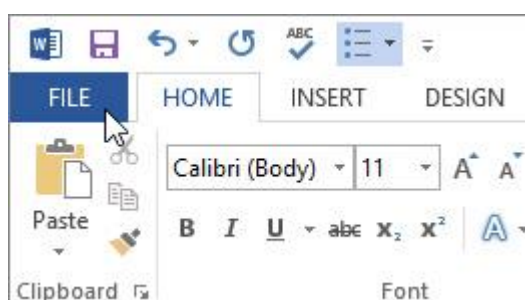 W ABC
FILE HOME INSERT DESIGN
Calibri (Body) 11 A A
Paste B I U abc X₂ X² A
Clipboard Font